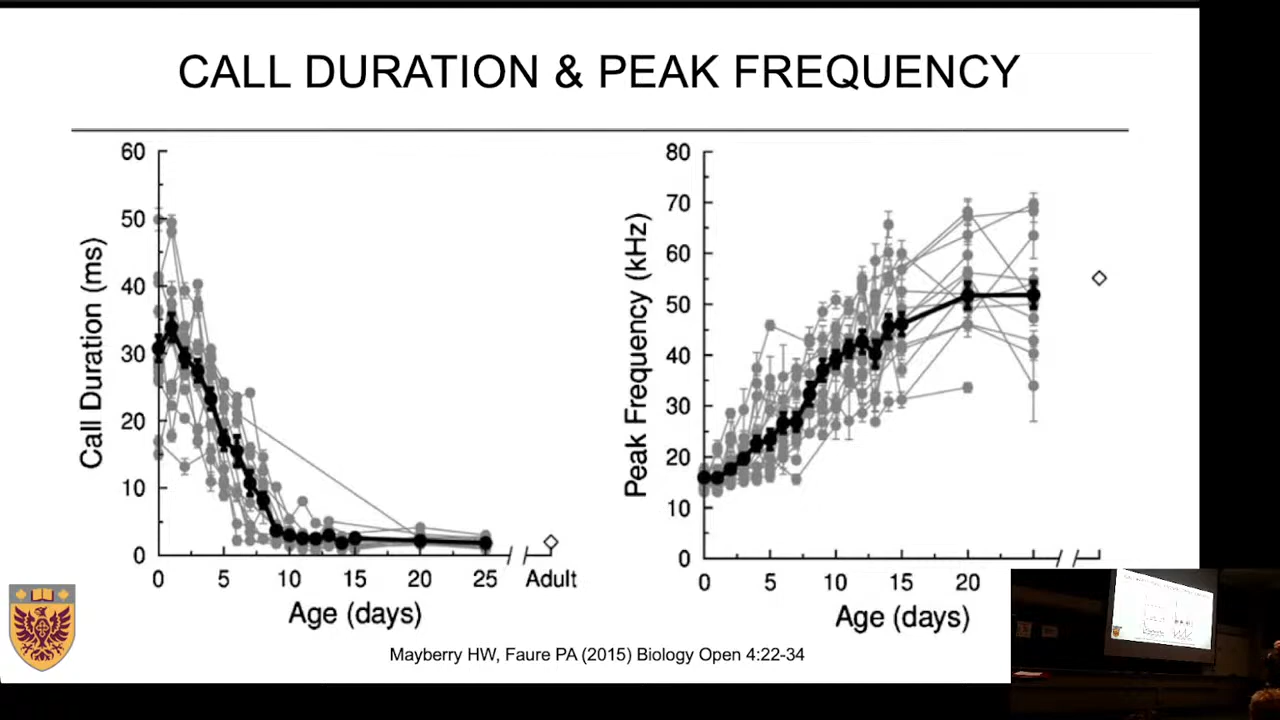 CALL DURATION & PEAK FREQUENCY
60
50
40
30
20
10
0
Call Duration (ms)
0 5 10 15 20 25 Adult
Age (days)
80
70
60
50
40
30
20
10
0
Peak Frequency (kHz)
0 5 10 15 20
Age (days)
Mayberry HW, Faure PA (2015) Biology Open 4:22-34